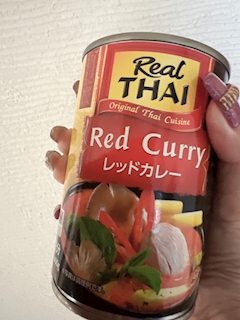 Real
THAI
Original Thai Cuisine
Red Curry
レッドカレー